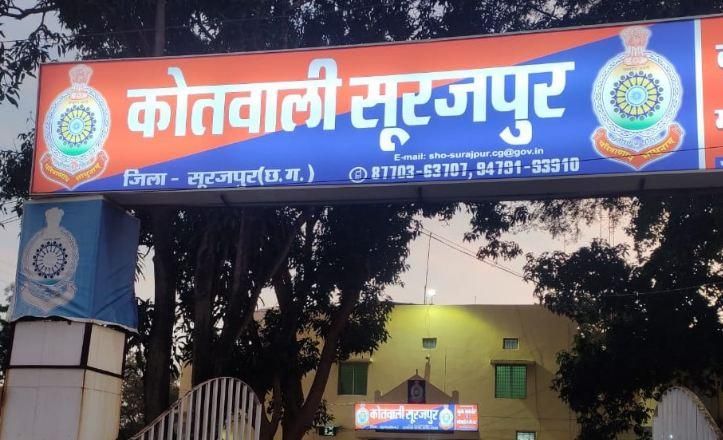 कोतवाली सूरजपुर
E-mail: sho-surajpur.cg@gov.in
जिला - सूरजपुर(छ.ग.)
87703-63707, 94791-93910
कोतवाली सूरजपुर